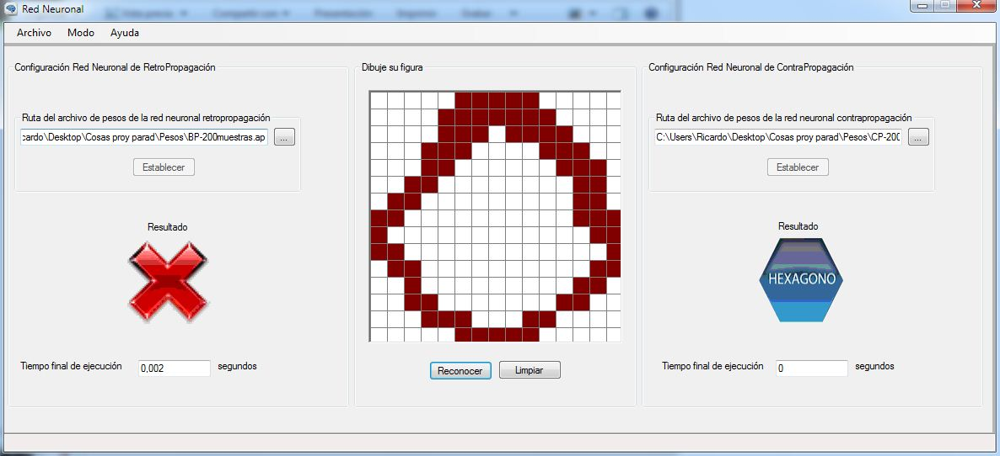 Red Neuronal
Archivo Modo Ayuda
Configuración Red Neuronal de RetroPropagación
Ruta del archivo de pesos de la red neuronal retropropagación
cardo\Desktop\Cosas proy parad\Pesos\BP-200muestras.ap
...
Establecer
Resultado
Tiempo final de ejecución 0,002 segundos
Dibuje su figura
Reconocer Limpiar
Configuración Red Neuronal de ContraPropagación
Ruta del archivo de pesos de la red neuronal contrapropagación
C:\Users\Ricardo\Desktop\Cosas proy parad\Pesos\CP-200
...
Establecer
Resultado
HEXAGONO
Tiempo final de ejecución 0 segundos